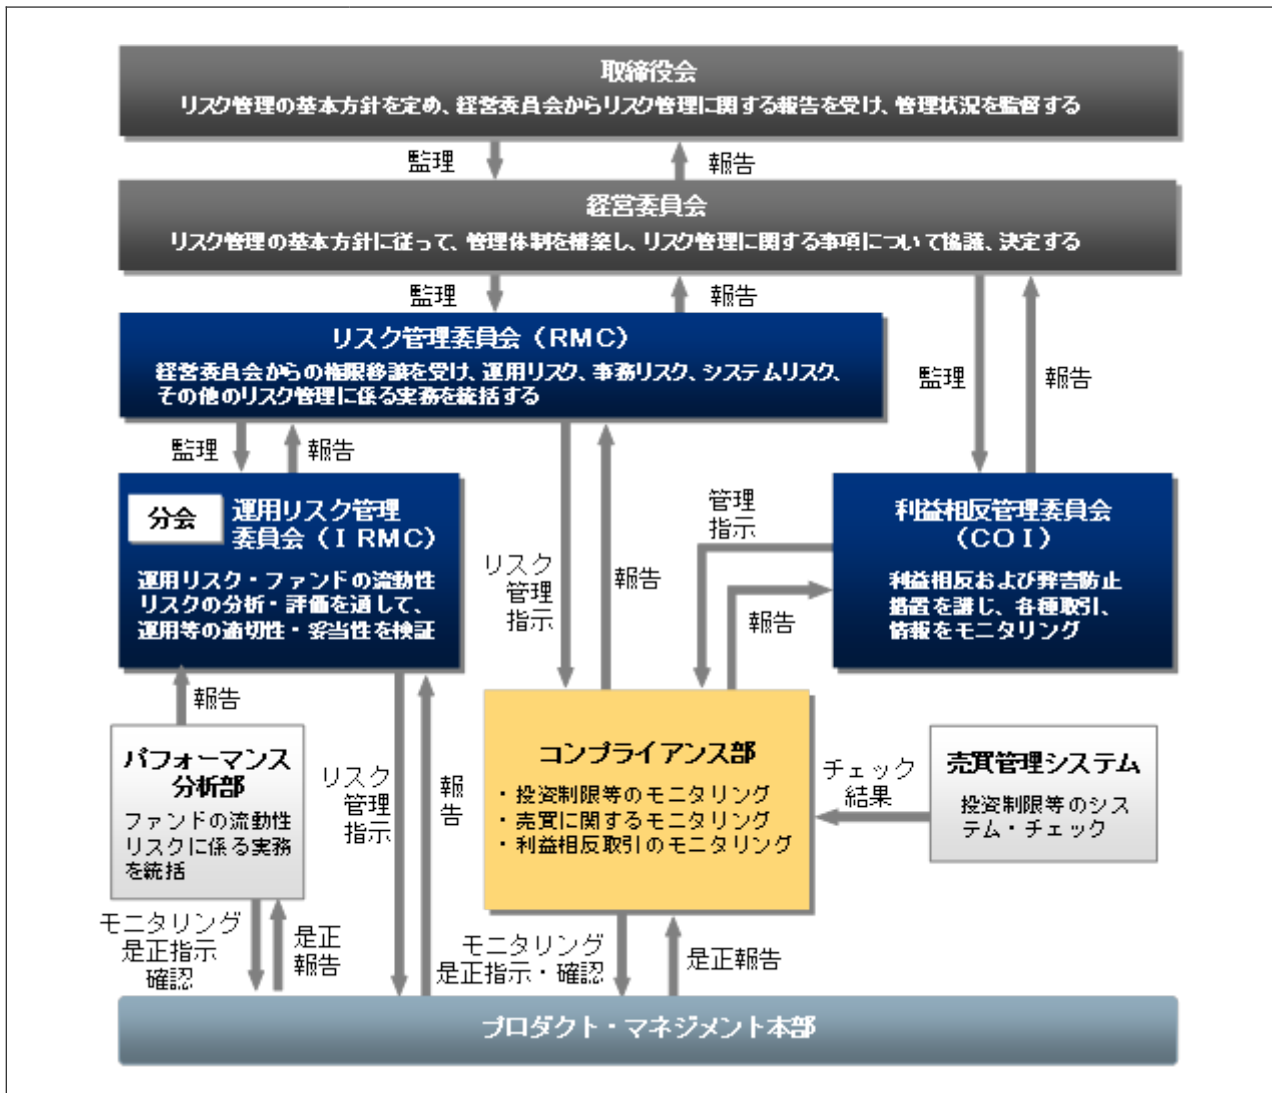 取締役会
リスク管理の基本方針を定め、経営委員会からリスク管理に関する報告を受け、管理状況を監督する
監理
報告
経営委員会
リスク管理の基本方針に従って、管理体制を構築し、リスク管理に関する事項について協議、決定する
監理
報告
リスク管理委員会（RMC）
経営委員会からの権限委譲を受け、運用リスク、事務リスク、システムリスク、
その他のリスク管理に係る実務を統括する
監理
報告
監理
報告
分会
運用リスク管理
委員会（IRMC）
運用リスク・ファンドの流動性
リスクの分析・評価を通して、
運用等の適切性・妥当性を検証
リスク
管理
指示
報告
管理
指示
報告
利益相反管理委員会
（COI）
利益相反および弊害防止
措置を講じ、各種取引、
情報をモニタリング
報告
パフォーマンス
分析部
ファンドの流動性
リスクに係る実務
を統括
リスク
管理
指示
報
告
コンプライアンス部
・投資制限等のモニタリング
・売買に関するモニタリング
・利益相反取引のモニタリング
チェック
結果
売買管理システム
投資制限等のシス
テム・チェック
モニタリング
是正指示
確認
是正
報告
モニタリング
是正指示・確認
是正報告
プロダクト・マネジメント本部